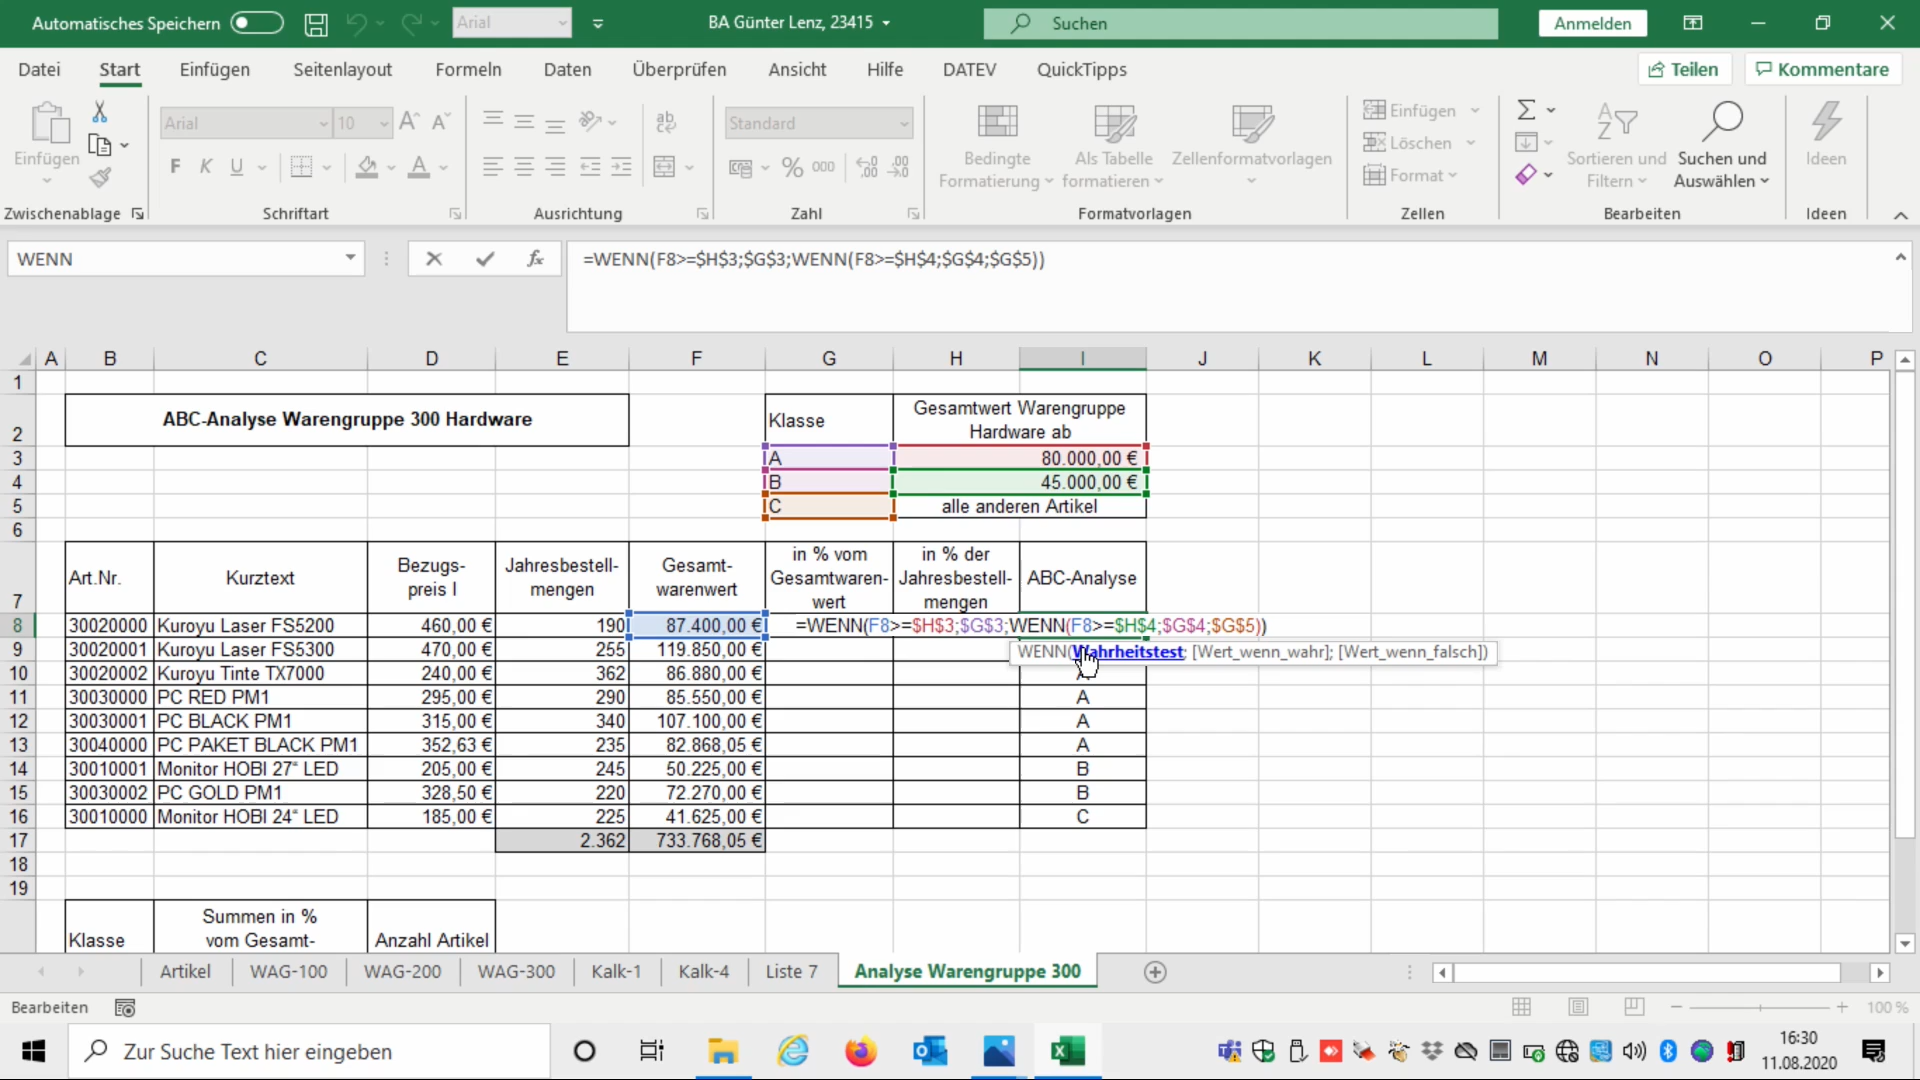 Automatisches Speichern
Arial
BA Günter Lenz, 23415
Suchen
Anmelden
Datei Start Einfügen Seitenlayout Formeln Daten Überprüfen Ansicht Hilfe DATEV QuickTipps
Teilen Kommentare
Einfügen
Zwischenablage
Arial 10
F K U
Schriftart
Ausrichtung
Standard
% 000
Zahl
Bedingte Formatierung
Als Tabelle formatieren
Zellenformatvorlagen
Formatvorlagen
Einfügen
Löschen
Format
Zellen
Sortieren und Filtern
Suchen und Auswählen
Bearbeiten
Ideen
Ideen
WENN
fx
=WENN(F8>=$H$3;$G$3;WENN(F8>=$H$4;$G$4;$G$5))
A B C D E F G H I J K L M N O P
1
2 ABC-Analyse Warengruppe 300 Hardware Klasse Gesamtwert Warengruppe Hardware ab
3 A 80.000,00 €
4 B 45.000,00 €
5 C alle anderen Artikel
6
7 Art.Nr. Kurztext Bezugs- preis I Jahresbestell- mengen Gesamt- warenwert in % vom Gesamtwaren- wert in % der Jahresbestell- mengen ABC-Analyse
8 30020000 Kuroyu Laser FS5200 460,00 € 190 87.400,00 € =WENN(F8>=$H$3;$G$3;WENN(F8>=$H$4;$G$4;$G$5))
9 30020001 Kuroyu Laser FS5300 470,00 € 255 119.850,00 € WENN(Wahrheitstest; [Wert_wenn_wahr]; [Wert_wenn_falsch])
10 30020002 Kuroyu Tinte TX7000 240,00 € 362 86.880,00 €
11 30030000 PC RED PM1 295,00 € 290 85.550,00 € A
12 30030001 PC BLACK PM1 315,00 € 340 107.100,00 € A
13 30040000 PC PAKET BLACK PM1 352,63 € 235 82.868,05 € A
14 30010001 Monitor HOBI 27“ LED 205,00 € 245 50.225,00 € B
15 30030002 PC GOLD PM1 328,50 € 220 72.270,00 € B
16 30010000 Monitor HOBI 24“ LED 185,00 € 225 41.625,00 € C
17 2.362 733.768,05 €
18
19
Klasse Summen in % vom Gesamt- Anzahl Artikel
Artikel WAG-100 WAG-200 WAG-300 Kalk-1 Kalk-4 Liste 7 Analyse Warengruppe 300
Bearbeiten
100 %
Zur Suche Text hier eingeben
16:30
11.08.2020